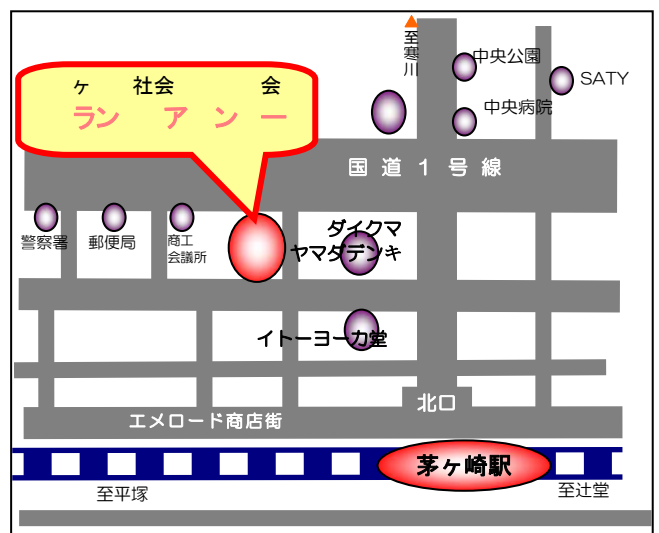 至寒川
中央公園
SATY
ヶ 社会 会
ラン ア ン ー
中央病院
国道1号線
警察署
郵便局
商工
会議所
ダイクマ
ヤマダデンキ
イトーヨーカ堂
北口
エメロード商店街
茅ヶ崎駅
至平塚
至辻堂